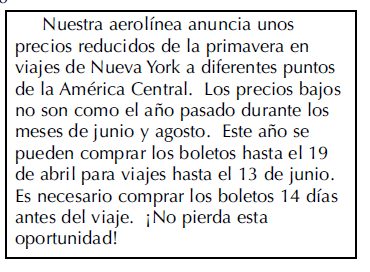 Nuestra aerolínea anuncia unos
precios reducidos de la primavera en
viajes de Nueva York a diferentes puntos
de la América Central.  Los precios bajos
no son como el año pasado durante los
meses de junio y agosto.  Este año se
pueden comprar los boletos hasta el 19
de abril para viajes hasta el 13 de junio.
Es necesario comprar los boletos 14 días
antes del viaje.  ¡No pierda esta
oportunidad!